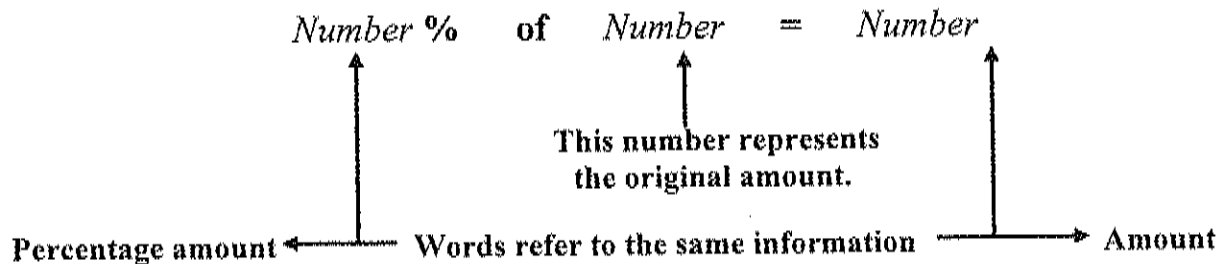 Number % of Number = Number
This number represents
the original amount.
Percentage amount Words refer to the same information Amount